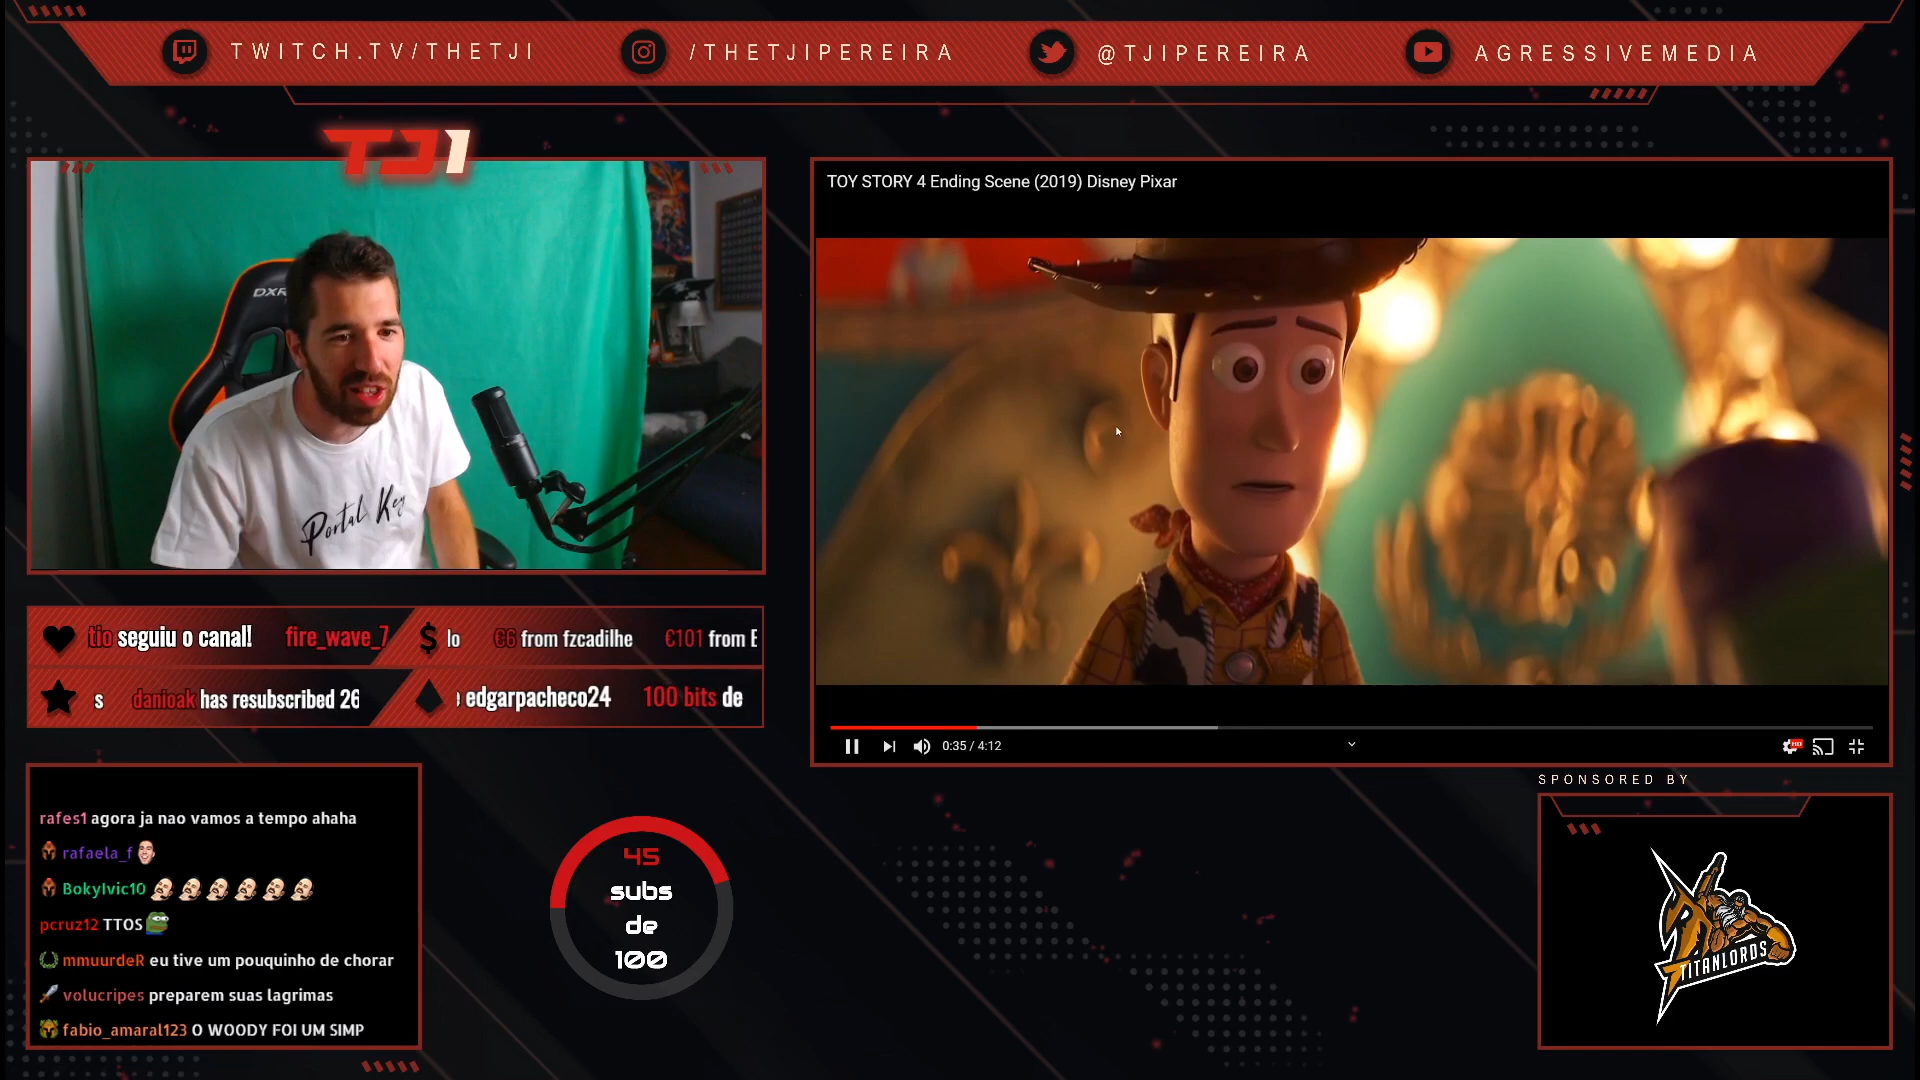 TWITCH.TV/THETJI
/THETJIPEREIRA
@TJIPEREIRA
AGRESSIVEMEDIA
TJI
DXR
Portal Key
TOY STORY 4 Ending Scene (2019) Disney Pixar
HD
0:35 / 4:12
tio seguiu o canal! fire_wave_7
$ lo €6 from fzcadilhe €101 from E
s danioak has resubscribed 26
edgarpacheco24 100 bits de
rafes1 agora ja nao vamos a tempo ahaha
rafaela_f
BokyIvic10
pcruz12 TTOS
mmuurdeR eu tive um pouquinho de chorar
volucripes preparem suas lagrimas
fabio_amaral123 O WOODY FOI UM SIMP
45
subs
de
100
SPONSORED BY
TITANLORDS